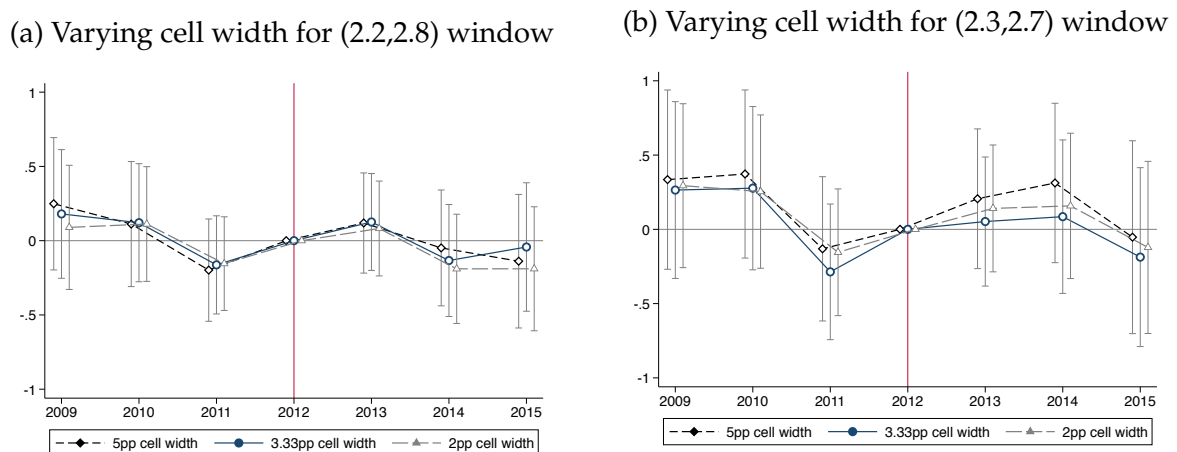 (a) Varying cell width for (2.2,2.8) window
1
.5
0
-.5
-1
2009 2010 2011 2012 2013 2014 2015
5pp cell width 3.33pp cell width 2pp cell width
(b) Varying cell width for (2.3,2.7) window
1
.5
0
-.5
-1
2009 2010 2011 2012 2013 2014 2015
5pp cell width 3.33pp cell width 2pp cell width